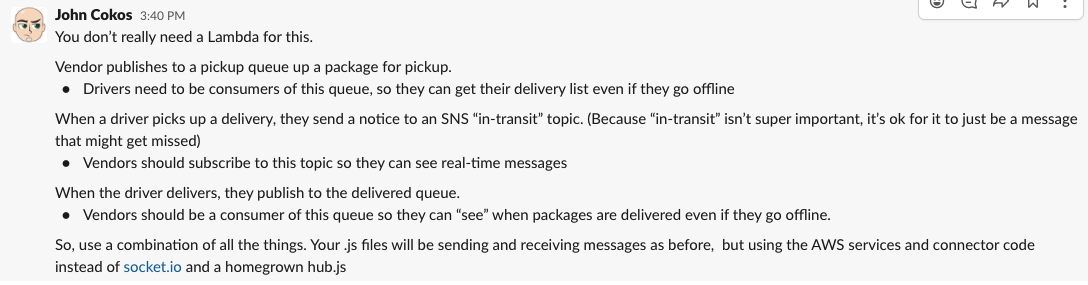 John Cokos 3:40 PM
You don’t really need a Lambda for this.
Vendor publishes to a pickup queue up a package for pickup.
• Drivers need to be consumers of this queue, so they can get their delivery list even if they go offline
When a driver picks up a delivery, they send a notice to an SNS “in-transit” topic. (Because “in-transit” isn’t super important, it’s ok for it to just be a message
that might get missed)
• Vendors should subscribe to this topic so they can see real-time messages
When the driver delivers, they publish to the delivered queue.
• Vendors should be a consumer of this queue so they can “see” when packages are delivered even if they go offline.
So, use a combination of all the things. Your .js files will be sending and receiving messages as before,  but using the AWS services and connector code
instead of socket.io and a homegrown hub.js